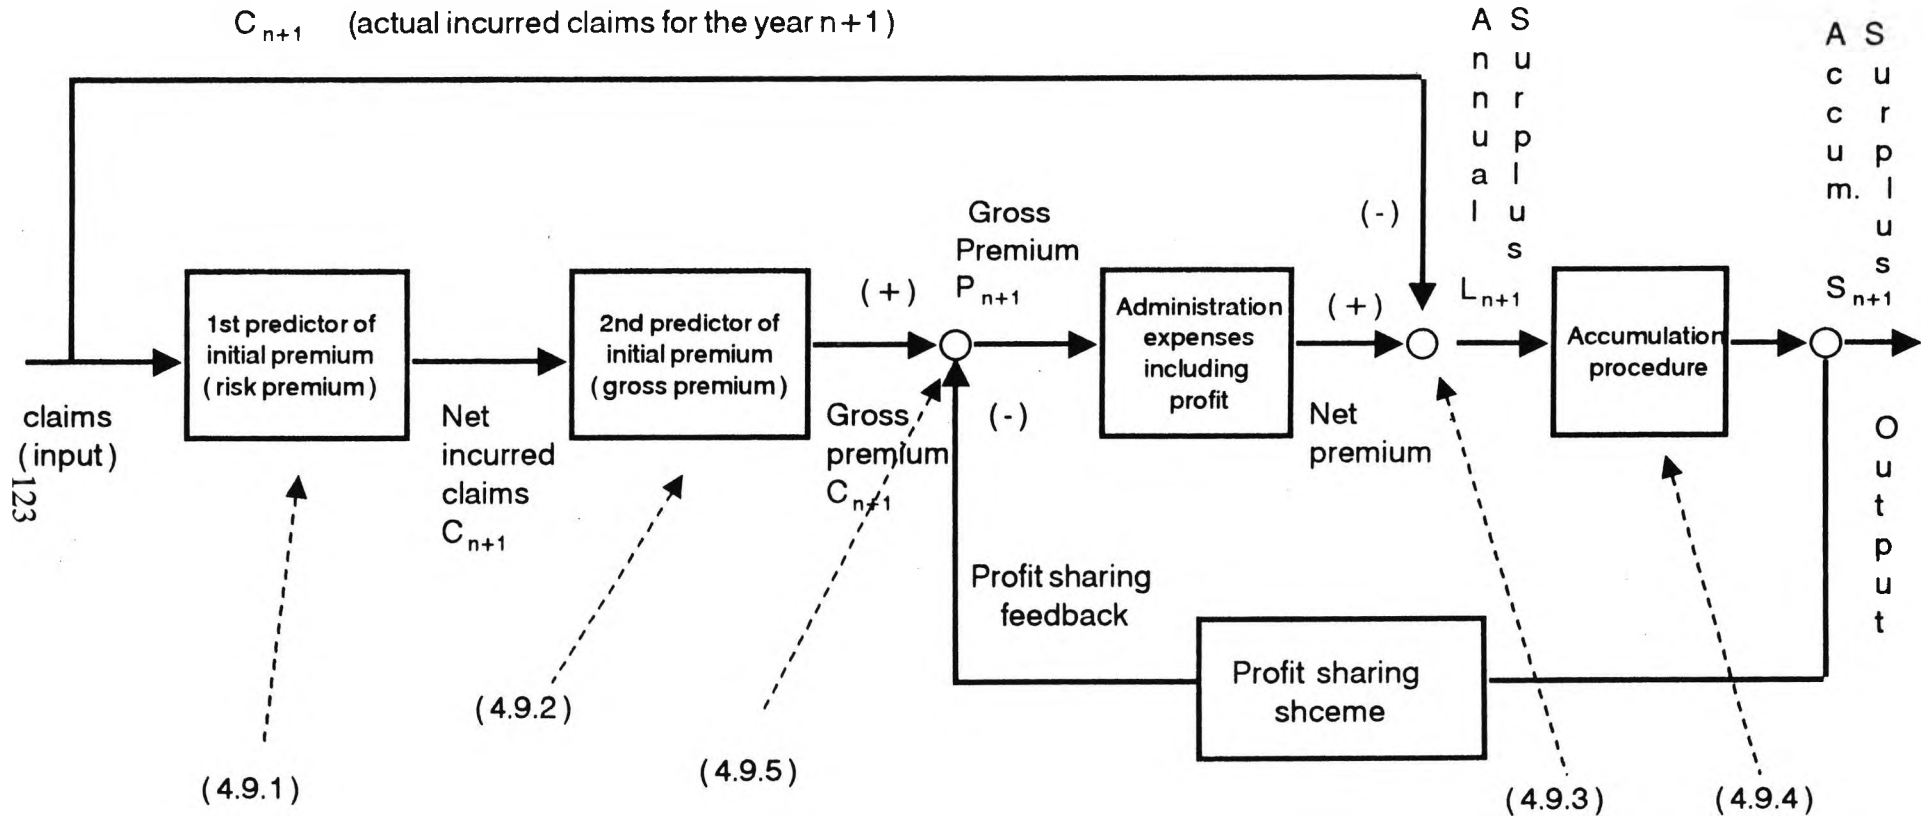 C n+1 (actual incurred claims for the year n+1)
Annual Surplus
Accum. Surplus
L n+1
S n+1
Gross
Premium
P n+1
(+)
(-)
(+)
(-)
1st predictor of
initial premium
(risk premium)
2nd predictor of
initial premium
(gross premium)
Administration
expenses
including
profit
Accumulation
procedure
claims
(input)
123
Net
incurred
claims
C n+1
Gross
premium
C n+1
Net
premium
Output
Profit sharing
feedback
Profit sharing
shceme
(4.9.1)
(4.9.2)
(4.9.5)
(4.9.3)
(4.9.4)